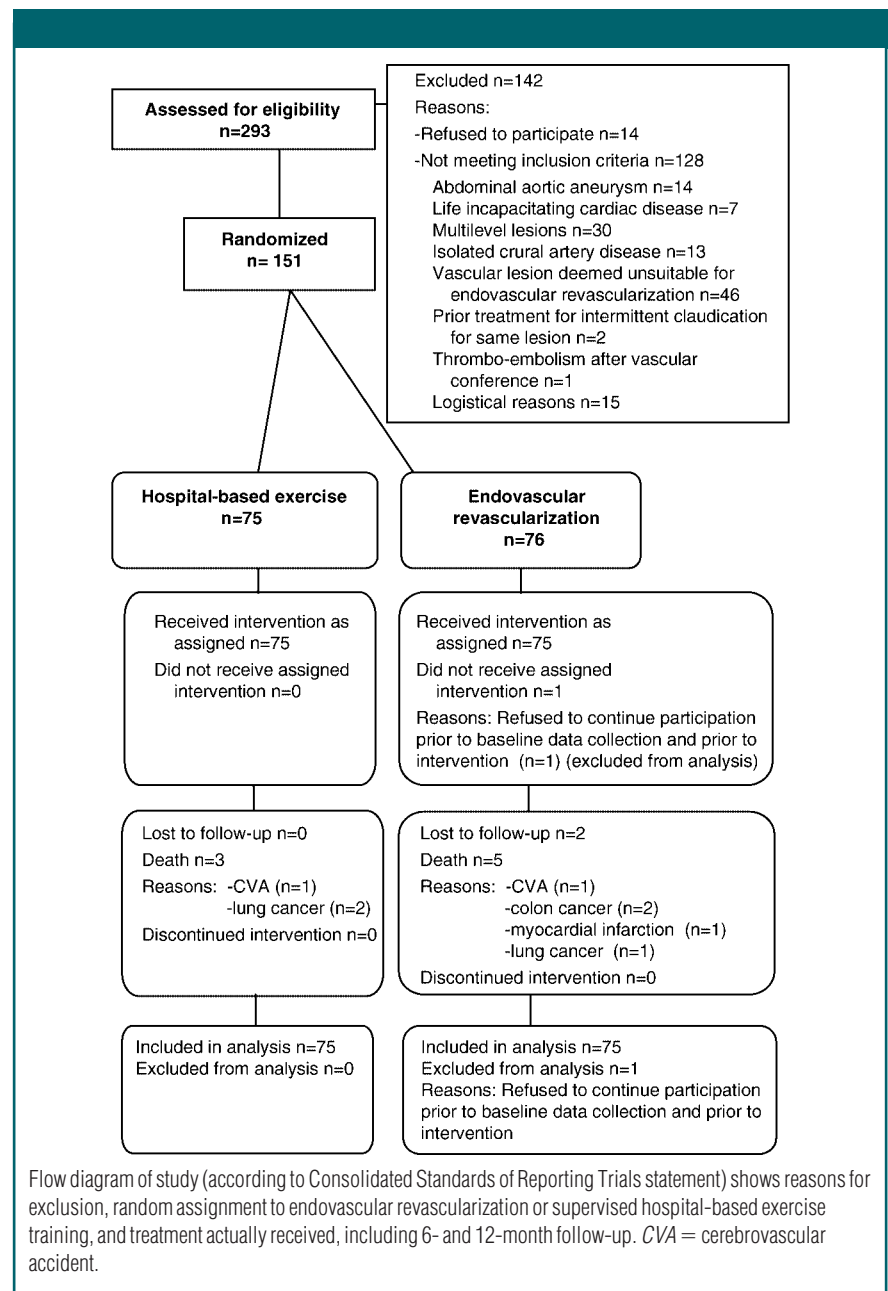 Assessed for eligibility
n=293
Excluded n=142
Reasons:
-Refused to participate n=14
-Not meeting inclusion criteria n=128
Abdominal aortic aneurysm n=14
Life incapacitating cardiac disease n=7
Multilevel lesions n=30
Isolated crural artery disease n=13
Vascular lesion deemed unsuitable for
endovascular revascularization n=46
Prior treatment for intermittent claudication
for same lesion n=2
Thrombo-embolism after vascular
conference n=1
Logistical reasons n=15
Randomized
n= 151
Hospital-based exercise
n=75
Endovascular
revascularization
n=76
Received intervention as
assigned n=75
Did not receive assigned
intervention n=0
Received intervention as
assigned n=75
Did not receive assigned
intervention n=1
Reasons: Refused to continue participation
prior to baseline data collection and prior to
intervention (n=1) (excluded from analysis)
Lost to follow-up n=0
Death n=3
Reasons: -CVA (n=1)
-lung cancer (n=2)
Discontinued intervention n=0
Lost to follow-up n=2
Death n=5
Reasons: -CVA (n=1)
-colon cancer (n=2)
-myocardial infarction (n=1)
-lung cancer (n=1)
Discontinued intervention n=0
Included in analysis n=75
Excluded from analysis n=0
Included in analysis n=75
Excluded from analysis n=1
Reasons: Refused to continue participation
prior to baseline data collection and prior to
intervention
Flow diagram of study (according to Consolidated Standards of Reporting Trials statement) shows reasons for
exclusion, random assignment to endovascular revascularization or supervised hospital-based exercise
training, and treatment actually received, including 6- and 12-month follow-up. CVA = cerebrovascular
accident.